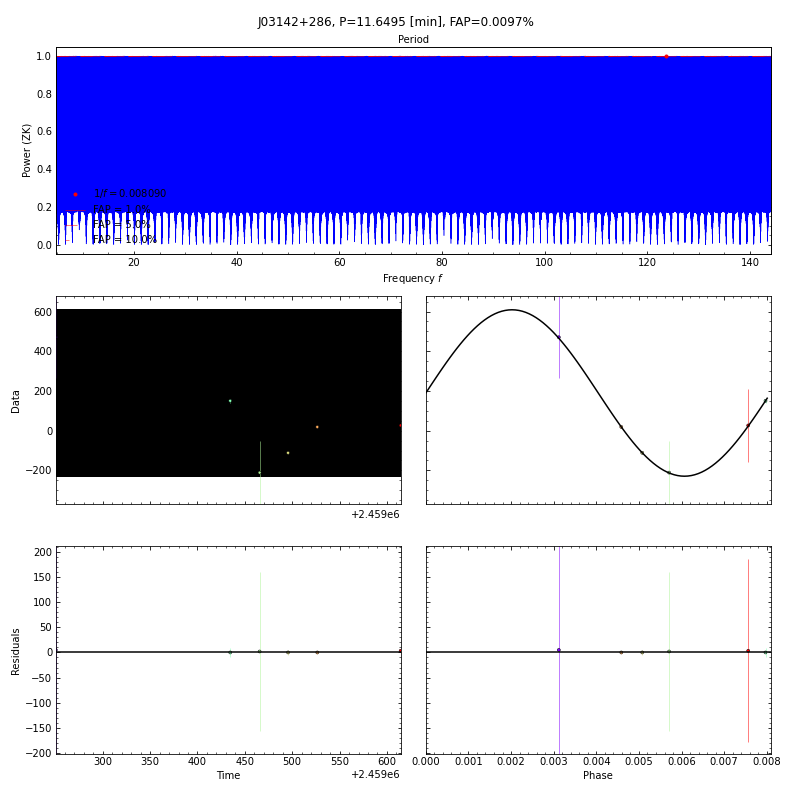 J03142+286, P=11.6495 [min], FAP=0.0097%
Period
1.0
0.8
0.6
0.4
0.2
0.0
Power (ZK)
1/f = 0.008090
FAP = 1.0%
FAP = 5.0%
FAP = 10.0%
20 40 60 80 100 120 140
Frequency f
600
400
200
0
−200
Data
+2.459e6
200
150
100
50
0
−50
−100
−150
−200
Residuals
300 350 400 450 500 550 600
Time
+2.459e6
0.000 0.001 0.002 0.003 0.004 0.005 0.006 0.007 0.008
Phase